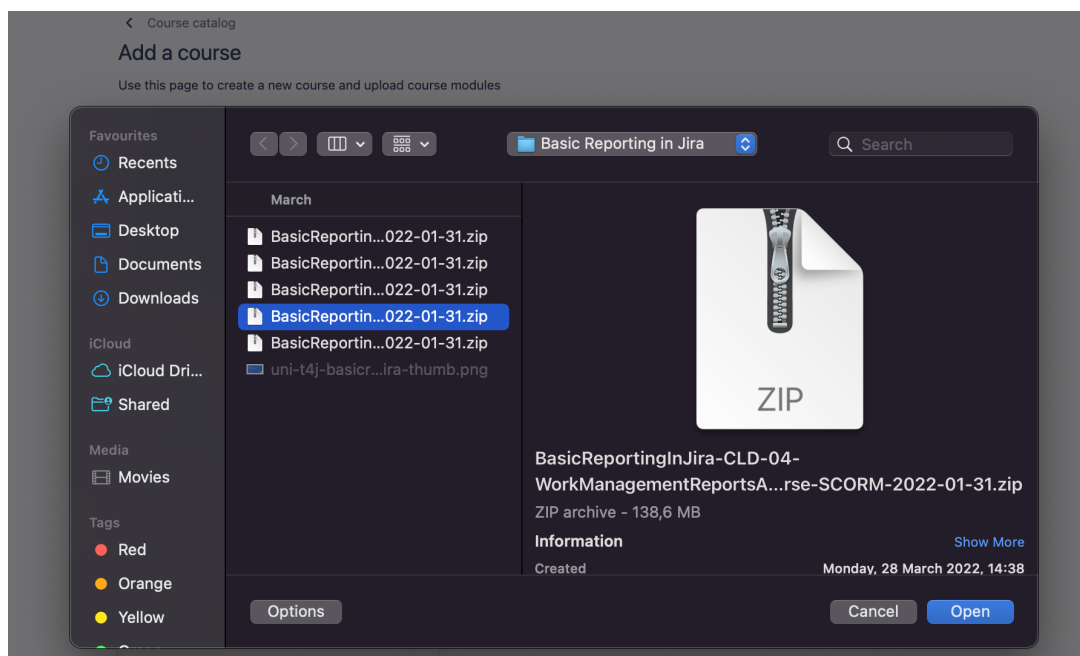 Course catalog
Add a course
Use this page to create a new course and upload course modules
Favourites
Recents
Applicati...
Desktop
Documents
Downloads
iCloud
iCloud Dri...
Shared
Media
Movies
Tags
Red
Orange
Yellow
Basic Reporting in Jira
Search
March
BasicReportin...022-01-31.zip
BasicReportin...022-01-31.zip
BasicReportin...022-01-31.zip
BasicReportin...022-01-31.zip
BasicReportin...022-01-31.zip
uni-t4j-basicr...ira-thumb.png
ZIP
BasicReportingInJira-CLD-04-
WorkManagementReportsA...rse-SCORM-2022-01-31.zip
ZIP archive - 138,6 MB
Information Show More
Created Monday, 28 March 2022, 14:38
Options Cancel Open